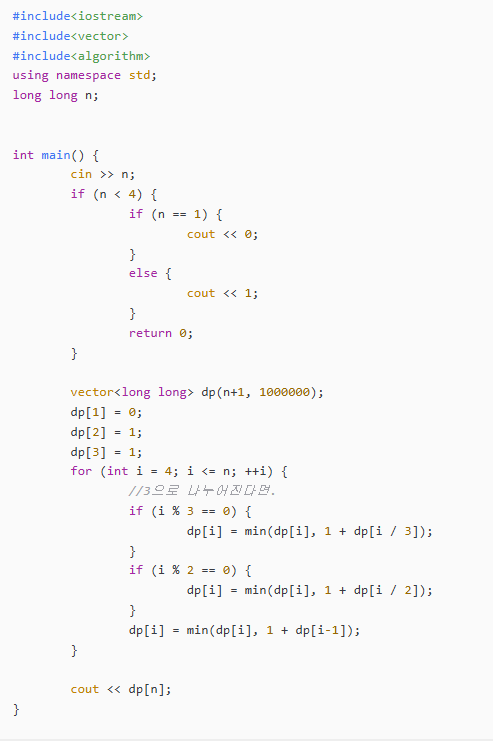 #include<iostream>
#include<vector>
#include<algorithm>
using namespace std;
long long n;
int main() {
cin >> n;
if (n < 4) {
if (n == 1) {
cout << 0;
}
else {
cout << 1;
}
return 0;
}
vector<long long> dp(n+1, 1000000);
dp[1] = 0;
dp[2] = 1;
dp[3] = 1;
for (int i = 4; i <= n; ++i) {
//3으로 나누어진다면.
if (i % 3 == 0) {
dp[i] = min(dp[i], 1 + dp[i / 3]);
}
if (i % 2 == 0) {
dp[i] = min(dp[i], 1 + dp[i / 2]);
}
dp[i] = min(dp[i], 1 + dp[i-1]);
}
cout << dp[n];
}